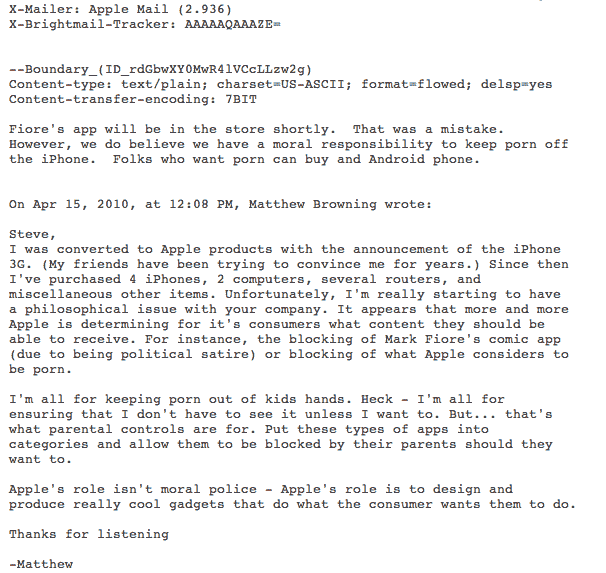 X-Mailer: Apple Mail (2.936)
X-Brightmail-Tracker: AAAAAQAAAZE=
--Boundary_(ID_rdGbwXY0MwR4lVCcLLzw2g)
Content-type: text/plain; charset=US-ASCII; format=flowed; delsp=yes
Content-transfer-encoding: 7BIT
Fiore's app will be in the store shortly.  That was a mistake.
However, we do believe we have a moral responsibility to keep porn off
the iPhone.  Folks who want porn can buy and Android phone.
On Apr 15, 2010, at 12:08 PM, Matthew Browning wrote:
Steve,
I was converted to Apple products with the announcement of the iPhone
3G. (My friends have been trying to convince me for years.) Since then
I've purchased 4 iPhones, 2 computers, several routers, and
miscellaneous other items. Unfortunately, I'm really starting to have
a philosophical issue with your company. It appears that more and more
Apple is determining for it's consumers what content they should be
able to receive. For instance, the blocking of Mark Fiore's comic app
(due to being political satire) or blocking of what Apple considers to
be porn.
I'm all for keeping porn out of kids hands. Heck - I'm all for
ensuring that I don't have to see it unless I want to. But... that's
what parental controls are for. Put these types of apps into
categories and allow them to be blocked by their parents should they
want to.
Apple's role isn't moral police - Apple's role is to design and
produce really cool gadgets that do what the consumer wants them to do.
Thanks for listening
-Matthew